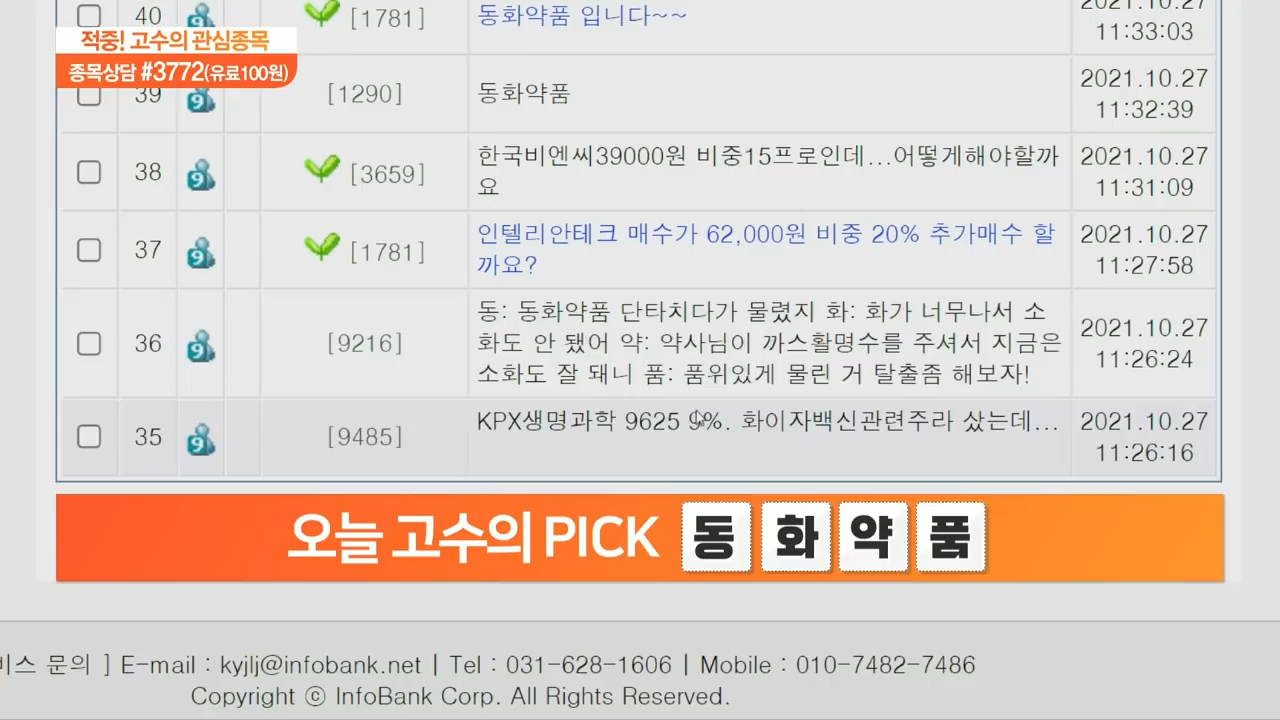 40
[1781]
동화약품 입니다~~
2021.10.27
11:33:03
적중! 고수의 관심종목
종목상담 #3772(유료100원)
39
[1290]
동화약품
2021.10.27
11:32:39
38
[3659]
한국비엔씨39000원 비중15프로인데...어떻게해야할까
요
2021.10.27
11:31:09
37
[1781]
인텔리안테크 매수가 62,000원 비중 20% 추가매수 할
까요?
2021.10.27
11:27:58
36
[9216]
동: 동화약품 단타치다가 물렸지 화: 화가 너무나서 소
화도 안 됐어 약: 약사님이 까스활명수를 주셔서 지금은
소화도 잘 돼니 품: 품위있게 물린 거 탈출좀 해보자!
2021.10.27
11:26:24
35
[9485]
KPX생명과학 9625 %. 화이자백신관련주라 샀는데...
2021.10.27
11:26:16
오늘 고수의 PICK 동화약품
비스 문의 ] E-mail : kyjlj@infobank.net | Tel : 031-628-1606 | Mobile : 010-7482-7486
Copyright ⓒ InfoBank Corp. All Rights Reserved.